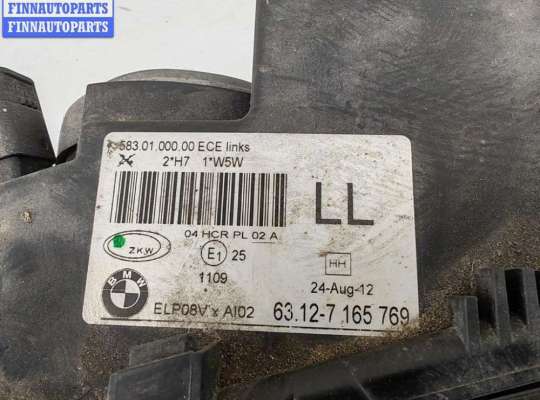 FINNAUTOPARTS
FINNAUTOPARTS
583.01.000.00 ECE links
2*H7 1*W5W
LL
04 HCR PL 02 A
ZKW
E1 25
HH
1109
BMW
24-Aug-12
ELP08V x AI02
63.12-7 165 769